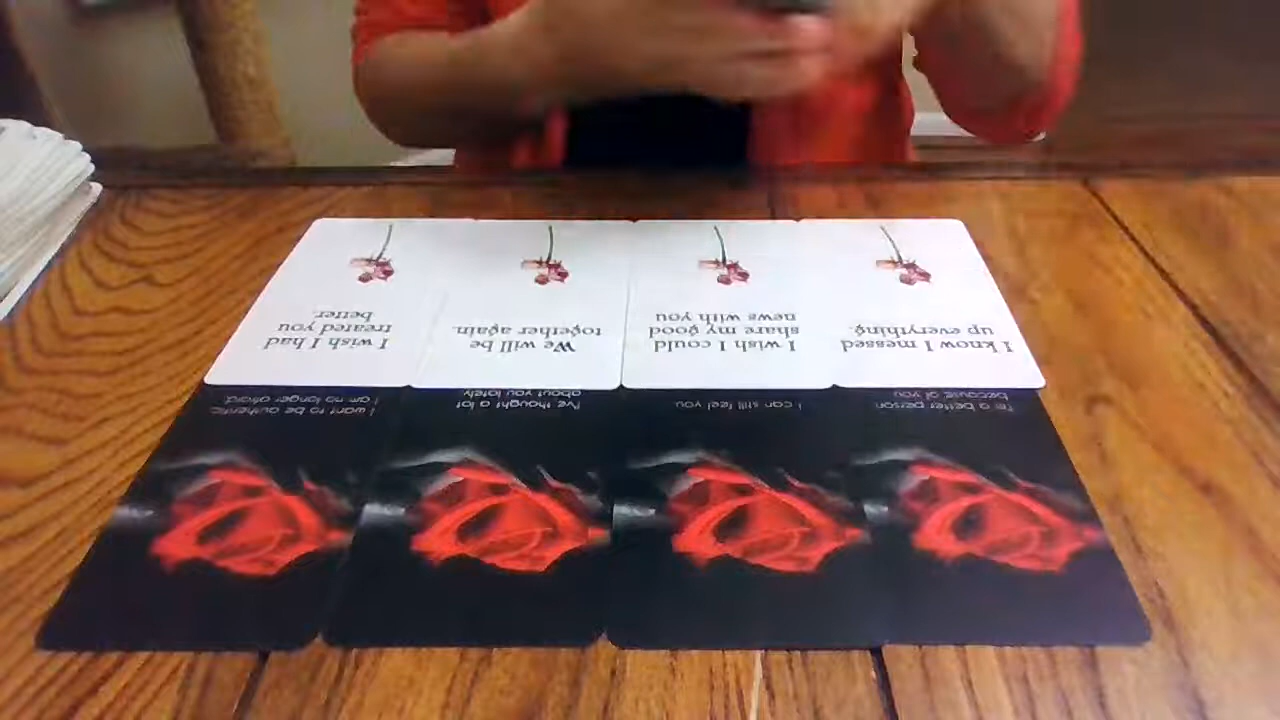 I know I messed
up everything.
I wish I could
share my good
news with you
We will be
together again.
I wish I had
treated you
better.
I'm a better person
because of you
I can still feel you
I've thought a lot
about you lately
I want to be authentic
I am no longer afraid.